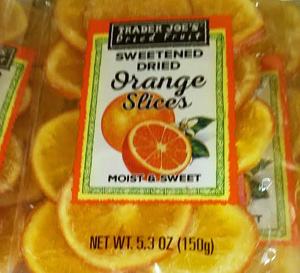 TRADER JOE'S
Dried Fruit
SWEETENED
DRIED
Orange
Slices
MOIST & SWEET
NET WT. 5.3 OZ (150g)